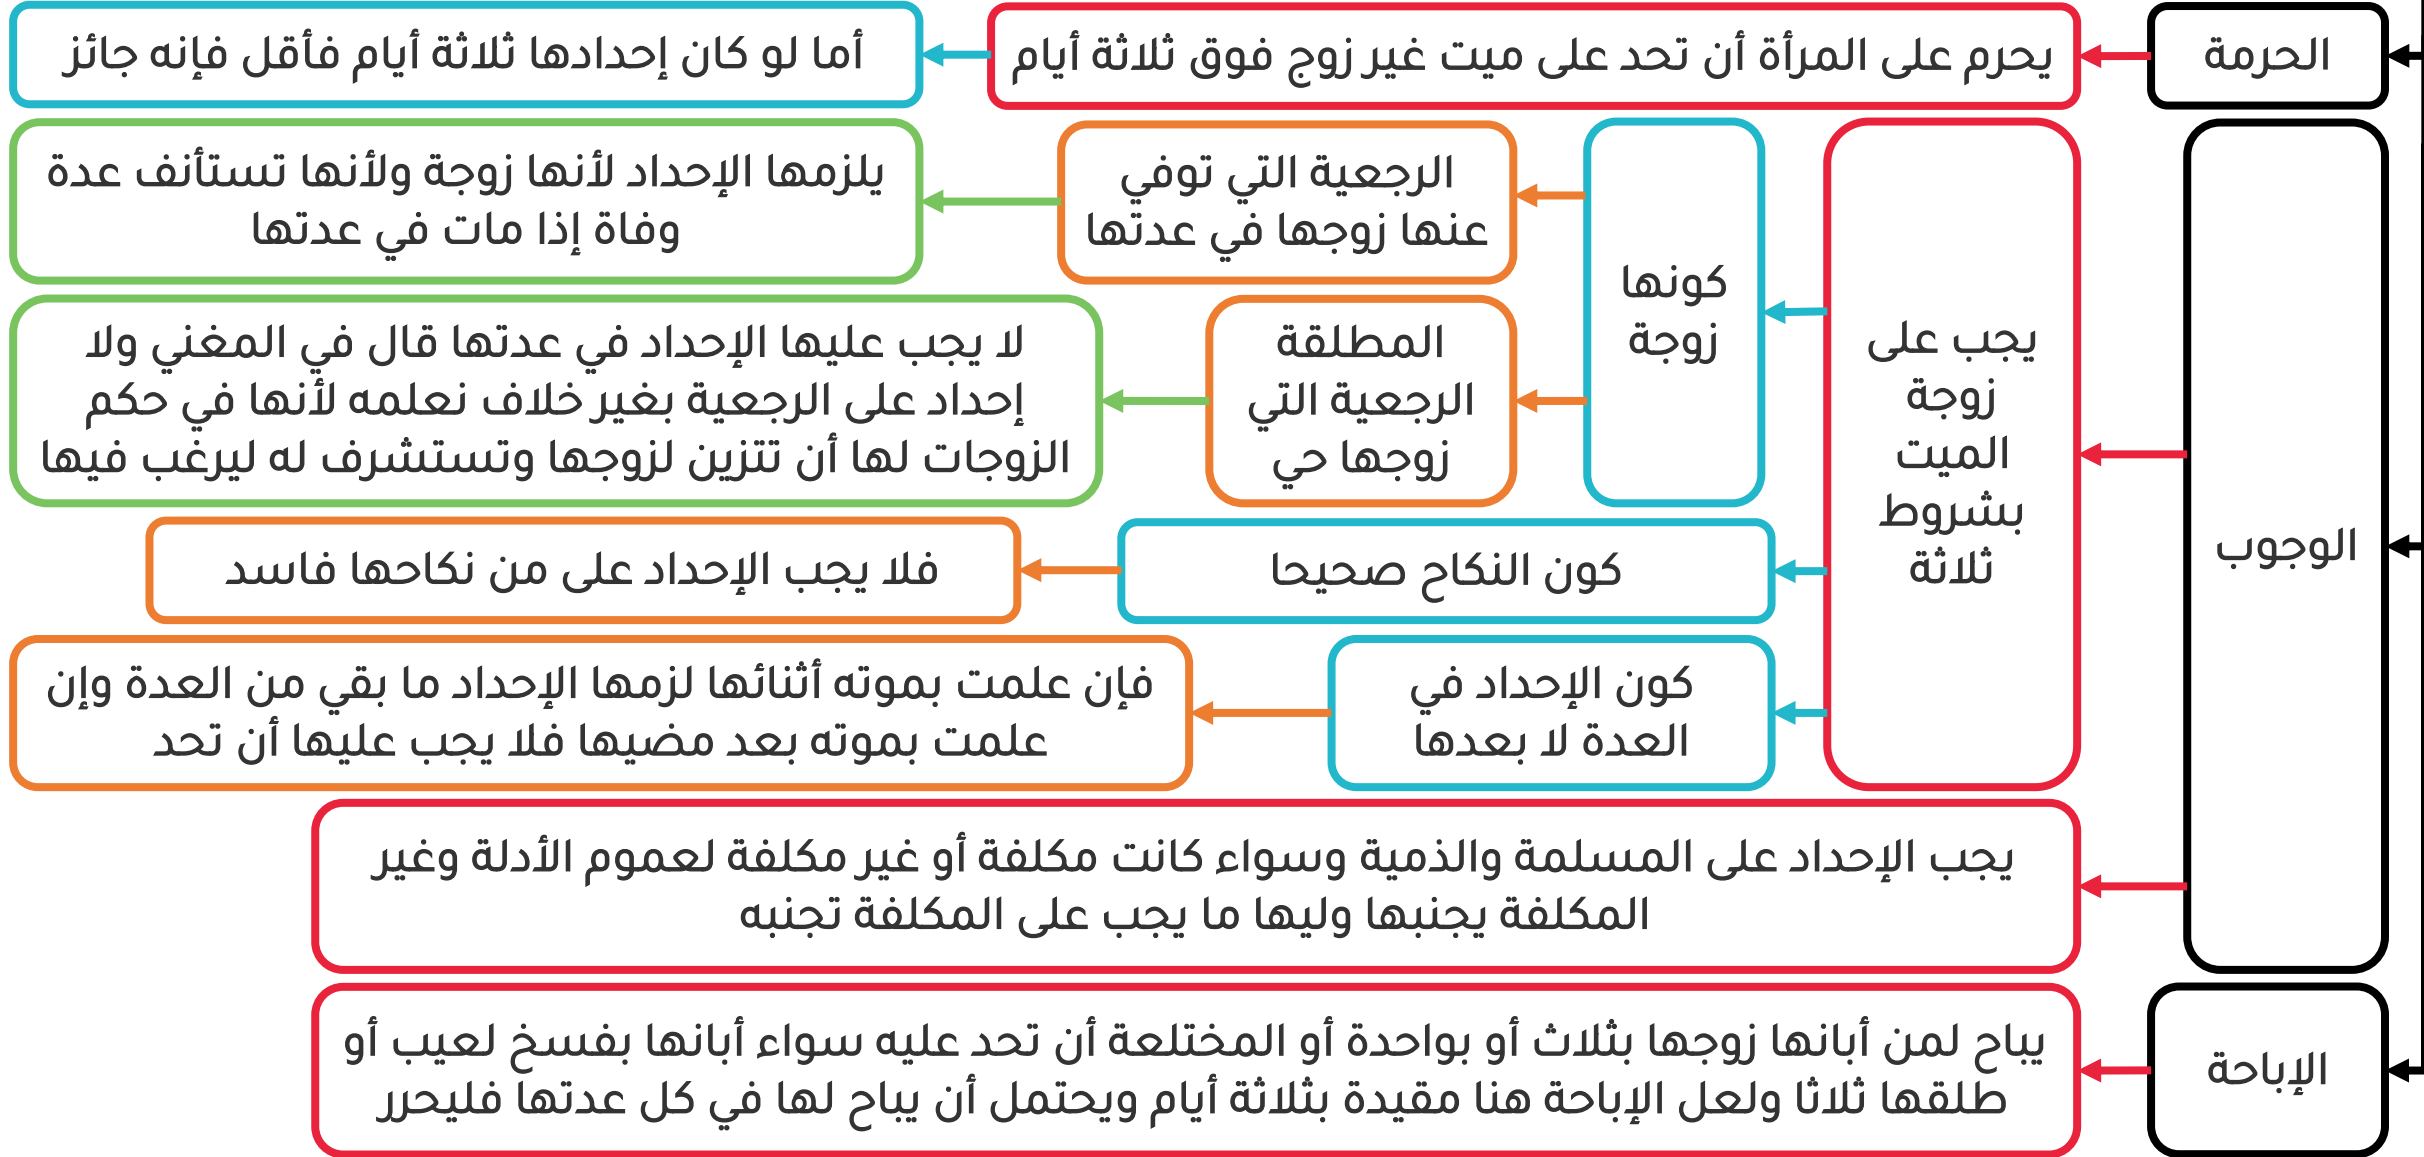 الحرمة
يحرم على المرأة أن تحد على ميت غير زوج فوق ثلاثة أيام
أما لو كان إحدادها ثلاثة أيام فأقل فإنه جائز
الوجوب
يجب على
زوجة
الميت
بشروط
ثلاثة
كونها
زوجة
الرجعية التي توفي
عنها زوجها في عدتها
يلزمها الإحداد لأنها زوجة ولأنها تستأنف عدة
وفاة إذا مات في عدتها
المطلقة
الرجعية التي
زوجها حي
لا يجب عليها الإحداد في عدتها قال في المغني ولا
إحداد على الرجعية بغير خلاف نعلمه لأنها في حكم
الزوجات لها أن تتزين لزوجها وتستشرف له ليرغب فيها
كون النكاح صحيحا
فلا يجب الإحداد على من نكاحها فاسد
كون الإحداد في
العدة لا بعدها
فإن علمت بموته أثنائها لزمها الإحداد ما بقي من العدة وإن
علمت بموته بعد مضيها فلا يجب عليها أن تحد
يجب الإحداد على المسلمة والذمية وسواء كانت مكلفة أو غير مكلفة لعموم الأدلة وغير
المكلفة يجنبها وليها ما يجب على المكلفة تجنبه
الإباحة
يباح لمن أبانها زوجها بثلاث أو بواحدة أو المختلعة أن تحد عليه سواء أبانها بفسخ لعيب أو
طلقها ثلاثا ولعل الإباحة هنا مقيدة بثلاثة أيام ويحتمل أن يباح لها في كل عدتها فليحرر